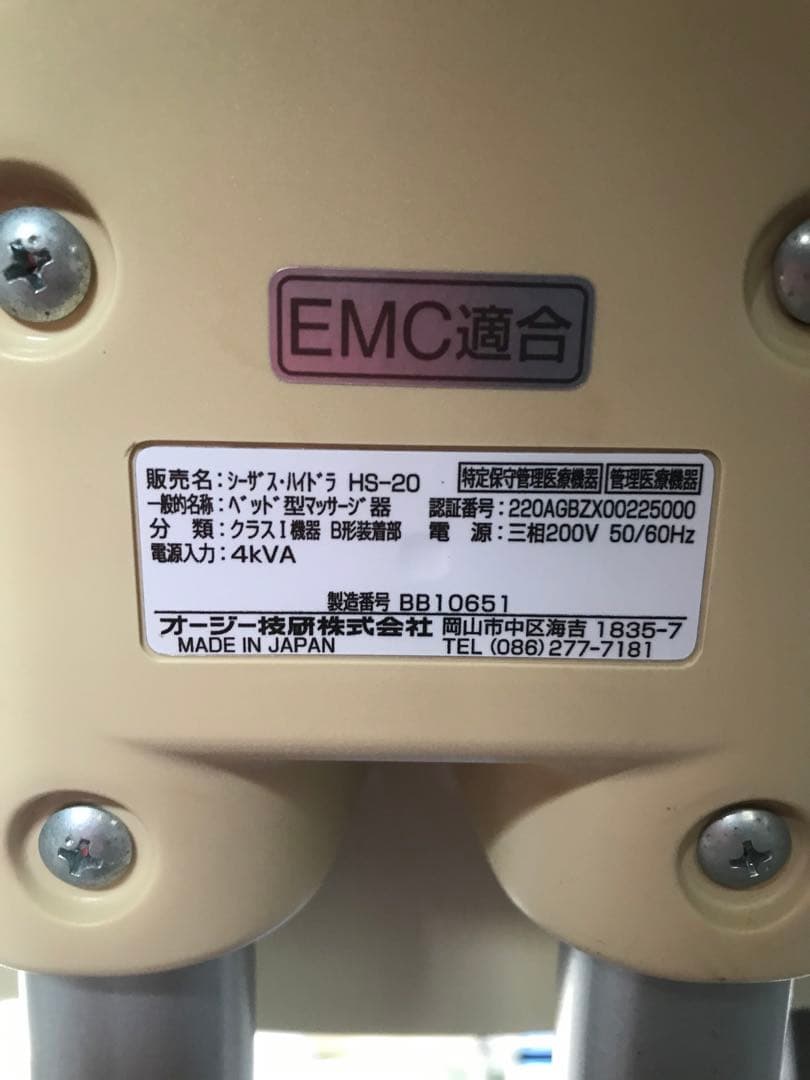 EMC適合
販売名：シーザス・ハイドラ HS-20 特定保守管理医療機器 管理医療機器
一般的名称：ベッド型マッサージ器 認証番号：220AGBZX00225000
分　類：クラスⅠ機器 B形装着部 電　源：三相200V 50/60Hz
電源入力：4kVA
製造番号 BB10651
オージー技研株式会社 岡山市中区海吉 1835-7
MADE IN JAPAN TEL (086)277-7181